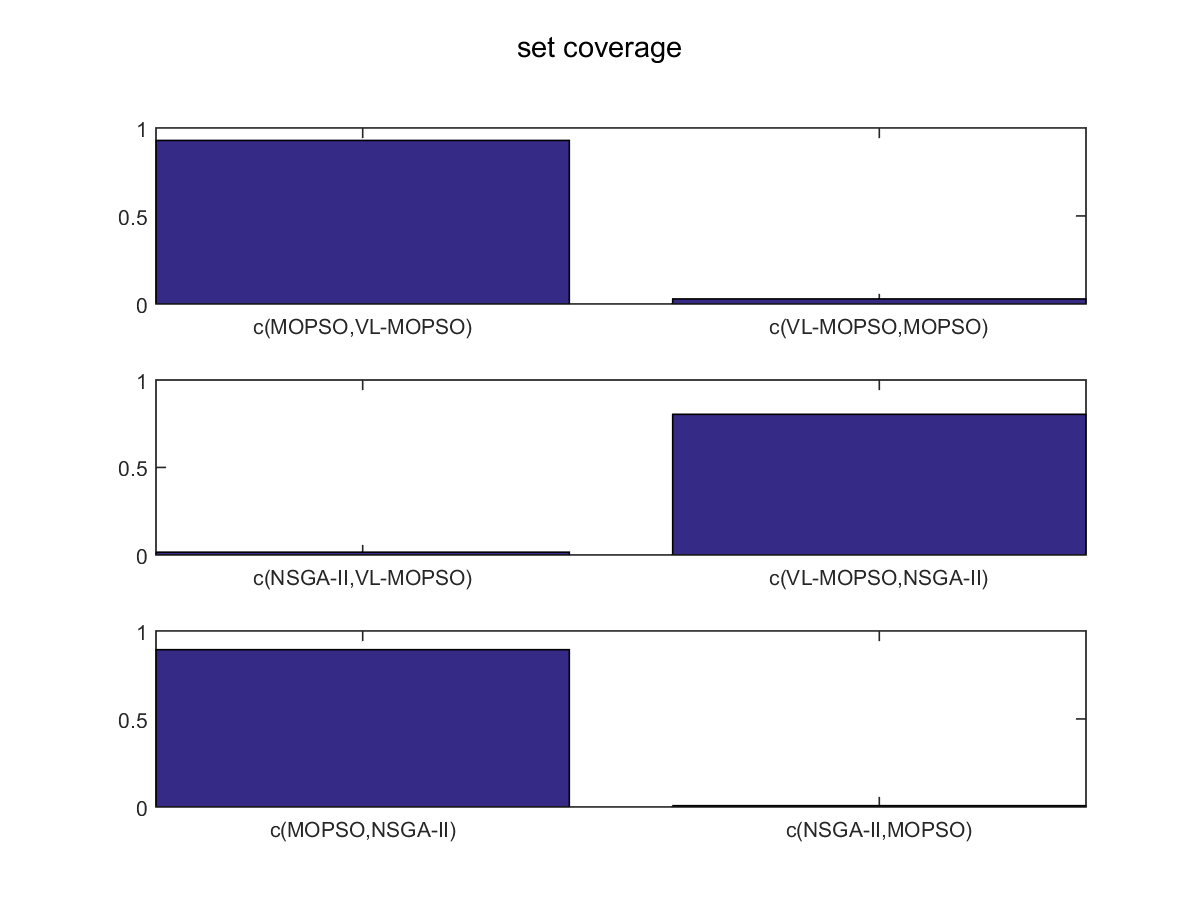 set coverage
1
0.5
0
c(MOPSO,VL-MOPSO) c(VL-MOPSO,MOPSO)
1
0.5
0
c(NSGA-II,VL-MOPSO) c(VL-MOPSO,NSGA-II)
1
0.5
0
c(MOPSO,NSGA-II) c(NSGA-II,MOPSO)